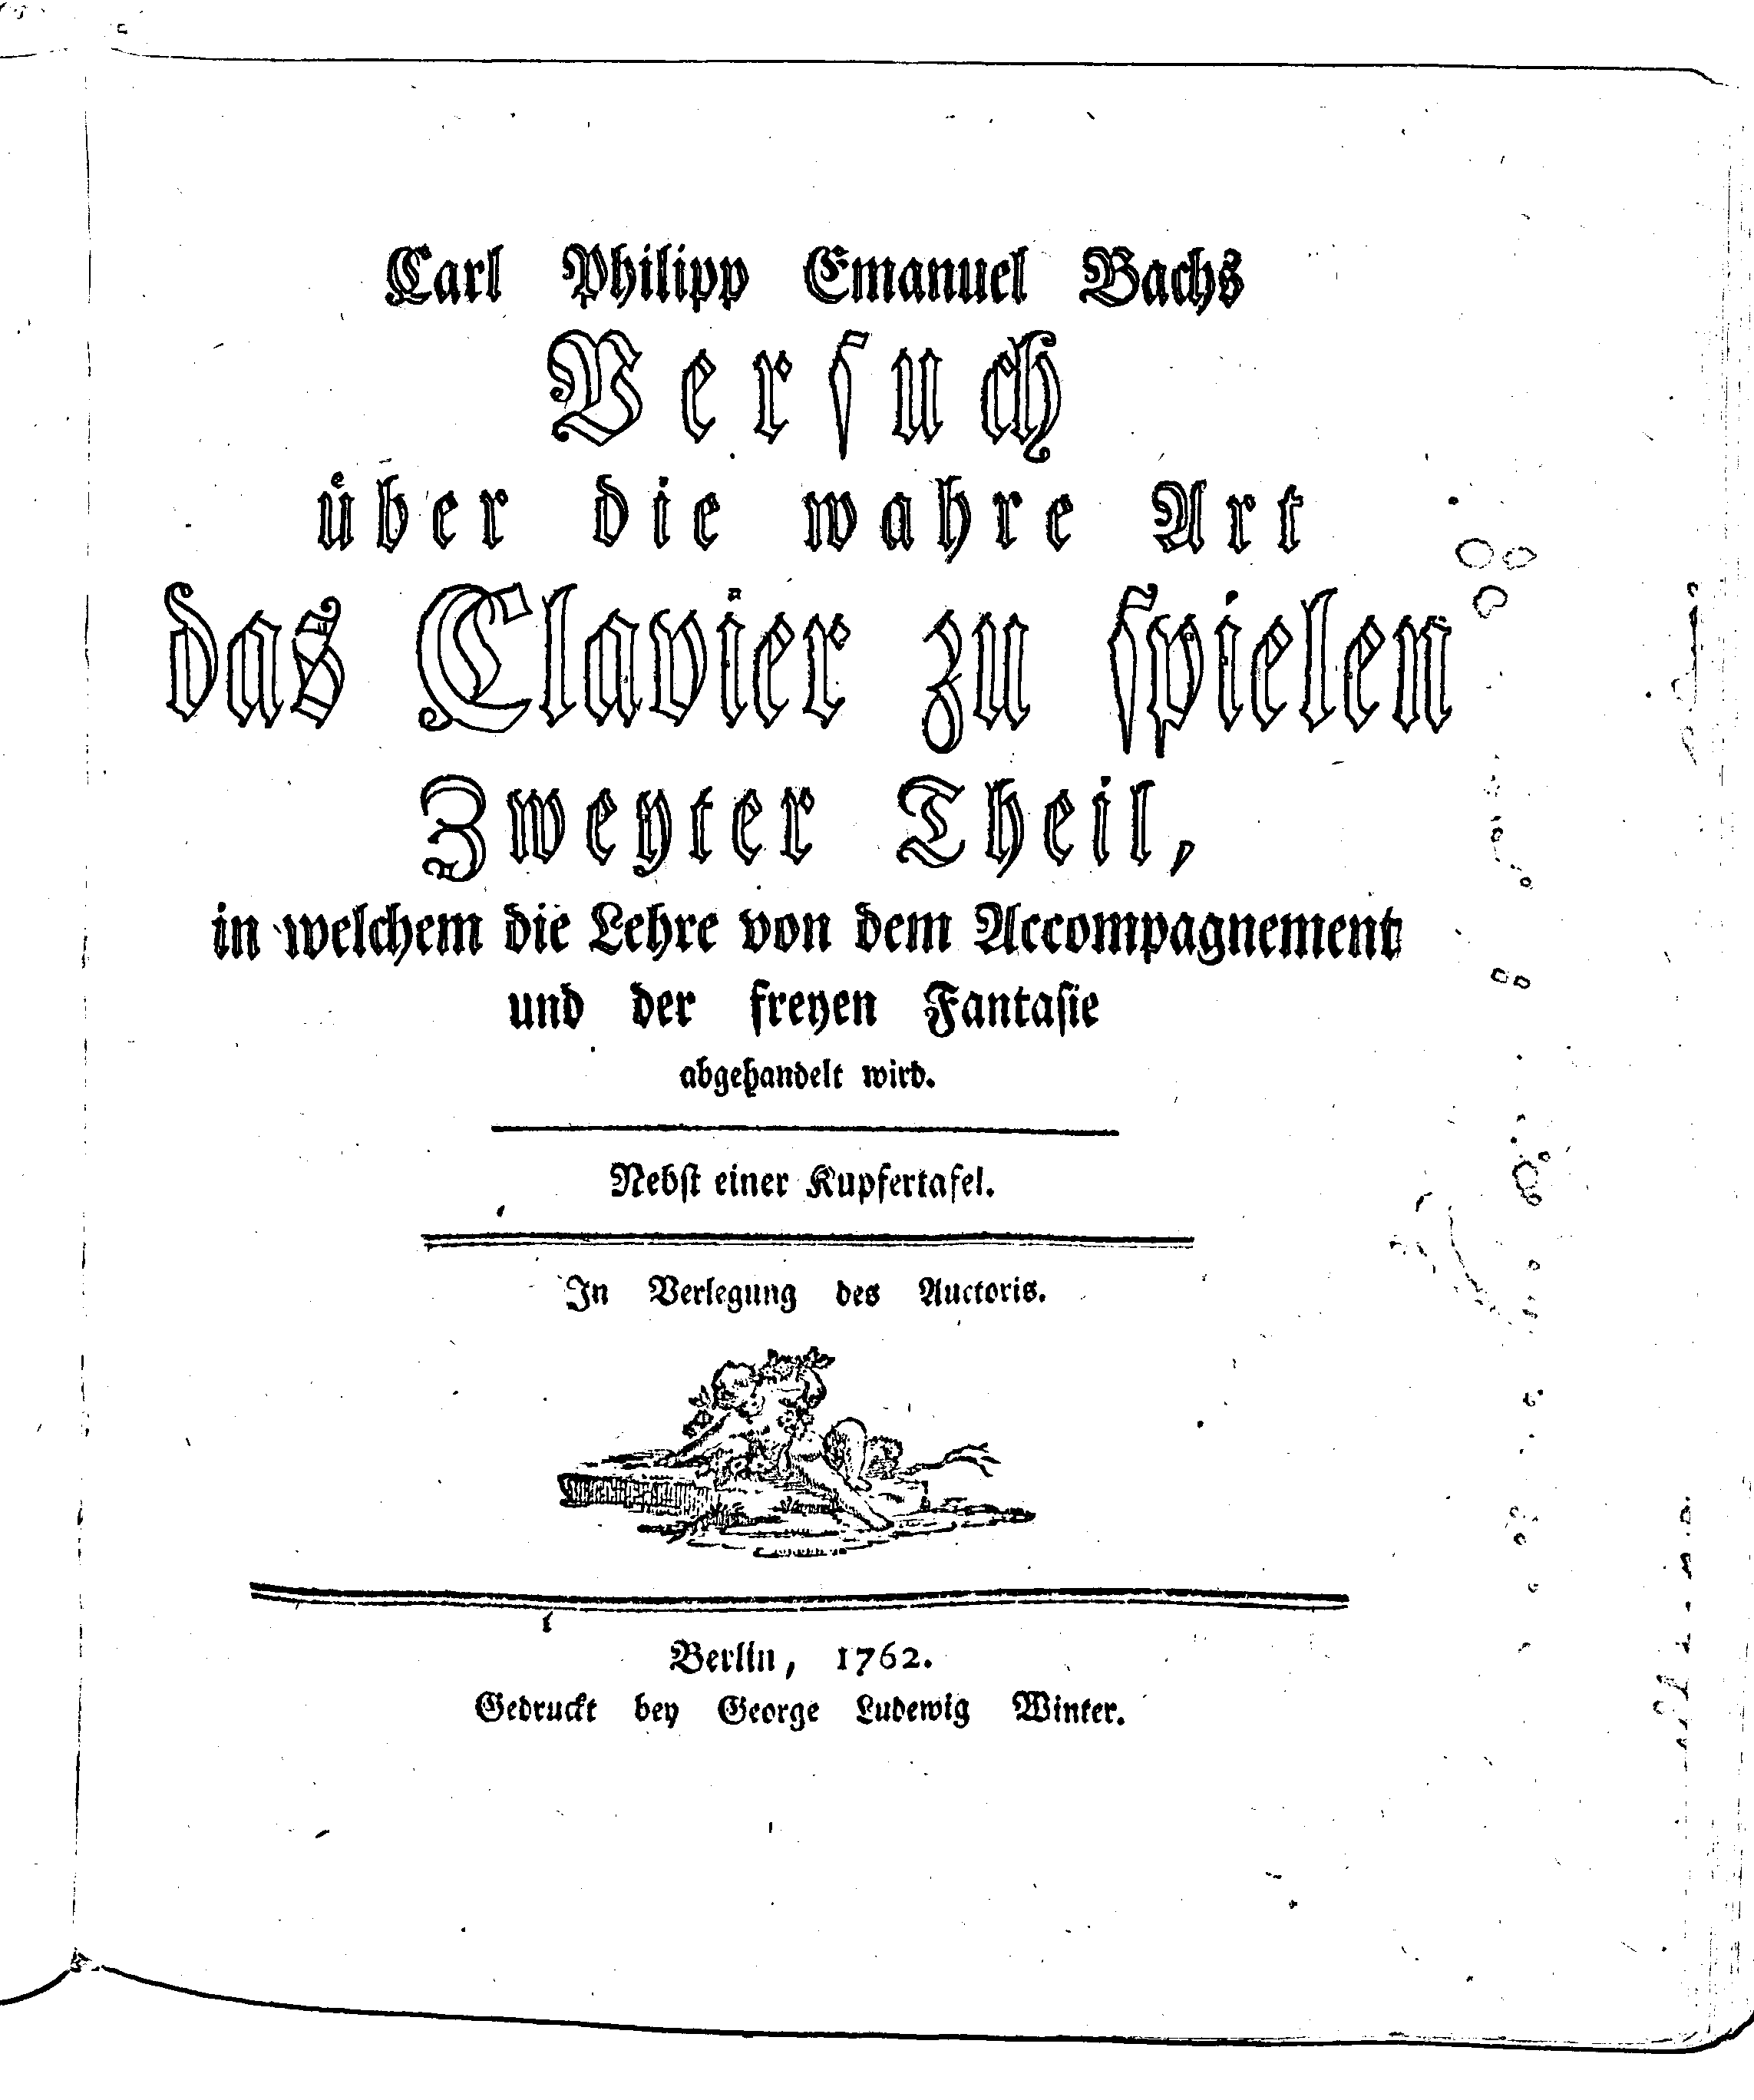 Carl Philipp Emanuel Bachs
Versuch
über die wahre Art
das Clavier zu spielen
Zweyter Theil,
in welchem die Lehre von dem Accompagnement
und der freyen Fantasie
abgehandelt wird.
Nebst einer Kupfertafel.
In Verlegung des Auctoris.
Berlin, 1762.
Gedruckt bey George Ludewig Winter.